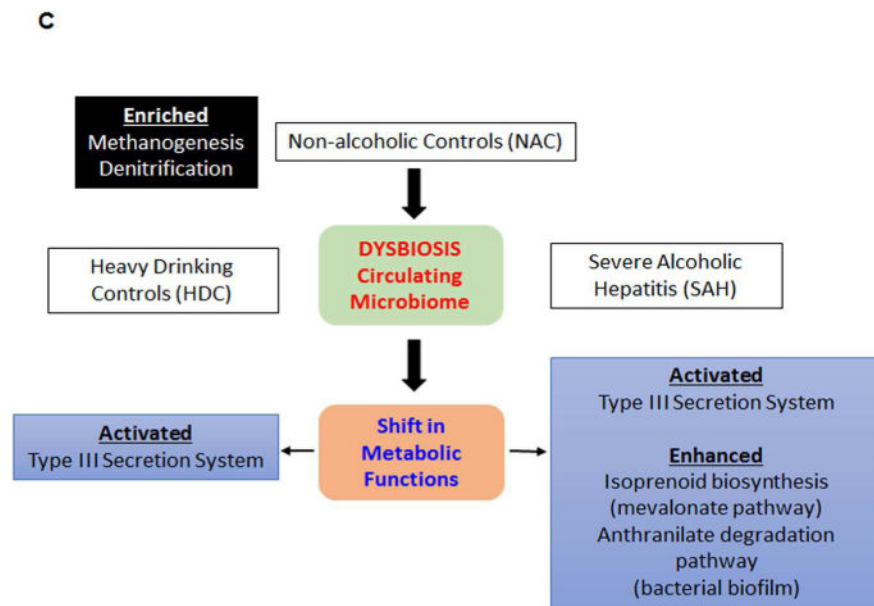 C
Enriched
Methanogenesis
Denitrification
Non-alcoholic Controls (NAC)
Heavy Drinking
Controls (HDC)
DYSBIOSIS
Circulating
Microbiome
Severe Alcoholic
Hepatitis (SAH)
Activated
Type III Secretion System
Shift in
Metabolic
Functions
Activated
Type III Secretion System
Enhanced
Isoprenoid biosynthesis
(mevalonate pathway)
Anthranilate degradation
pathway
(bacterial biofilm)